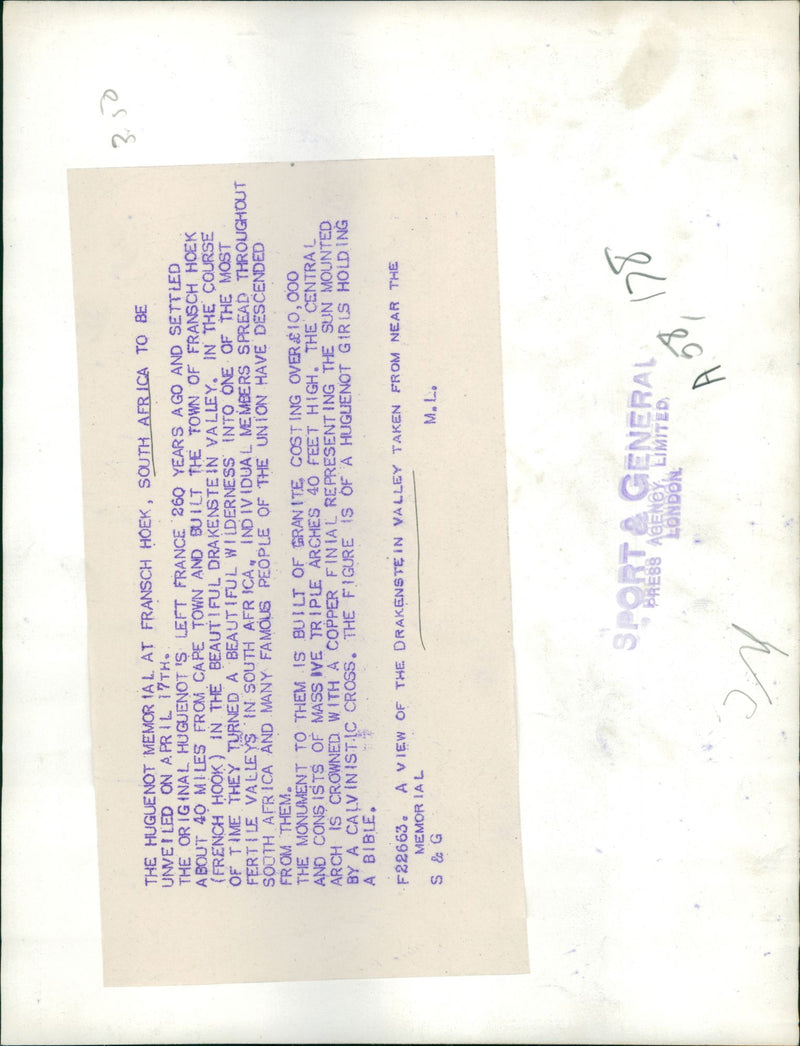 3.50
THE HUGUENOT MEMORIAL AT FRANSCH HOEK, SOUTH AFRICA TO BE
UNVEILED ON APRIL 17TH.
THE ORIGINAL HUGUENOT'S LEFT FRANCE 260 YEARS AGO AND SETTLED
ABOUT 40 MILES FROM CAPE TOWN AND BUILT THE TOWN OF FRANSCH HOEK
(FRENCH HOOK) IN THE BEAUTIFUL DRAKENSTEIN VALLEY. IN THE COURSE
OF TIME THEY TURNED A BEAUTIFUL WILDERNESS INTO ONE OF THE MOST
FERTILE VALLEYS IN SOUTH AFRICA. INDIVIDUAL MEMBERS SPREAD THROUGHOUT
SOUTH AFRICA AND MANY FAMOUS PEOPLE OF THE UNION HAVE DESCENDED
FROM THEM.
THE MONUMENT TO THEM IS BUILT OF GRANITE, COSTING OVER £10,000
AND CONSISTS OF MASSIVE TRIPLE ARCHES 40 FEET HIGH. THE CENTRAL
ARCH IS CROWNED WITH A COPPER FINIAL REPRESENTING THE SUN MOUNTED
BY A CALVINISTIC CROSS. THE FIGURE IS OF A HUGUENOT GIRLS HOLDING
A BIBLE.
F22663. A VIEW OF THE DRAKENSTEIN VALLEY TAKEN FROM NEAR THE
MEMORIAL
S & G M.L.
SPORT & GENERAL
PRESS AGENCY, LIMITED,
LONDON.
A 58, 178